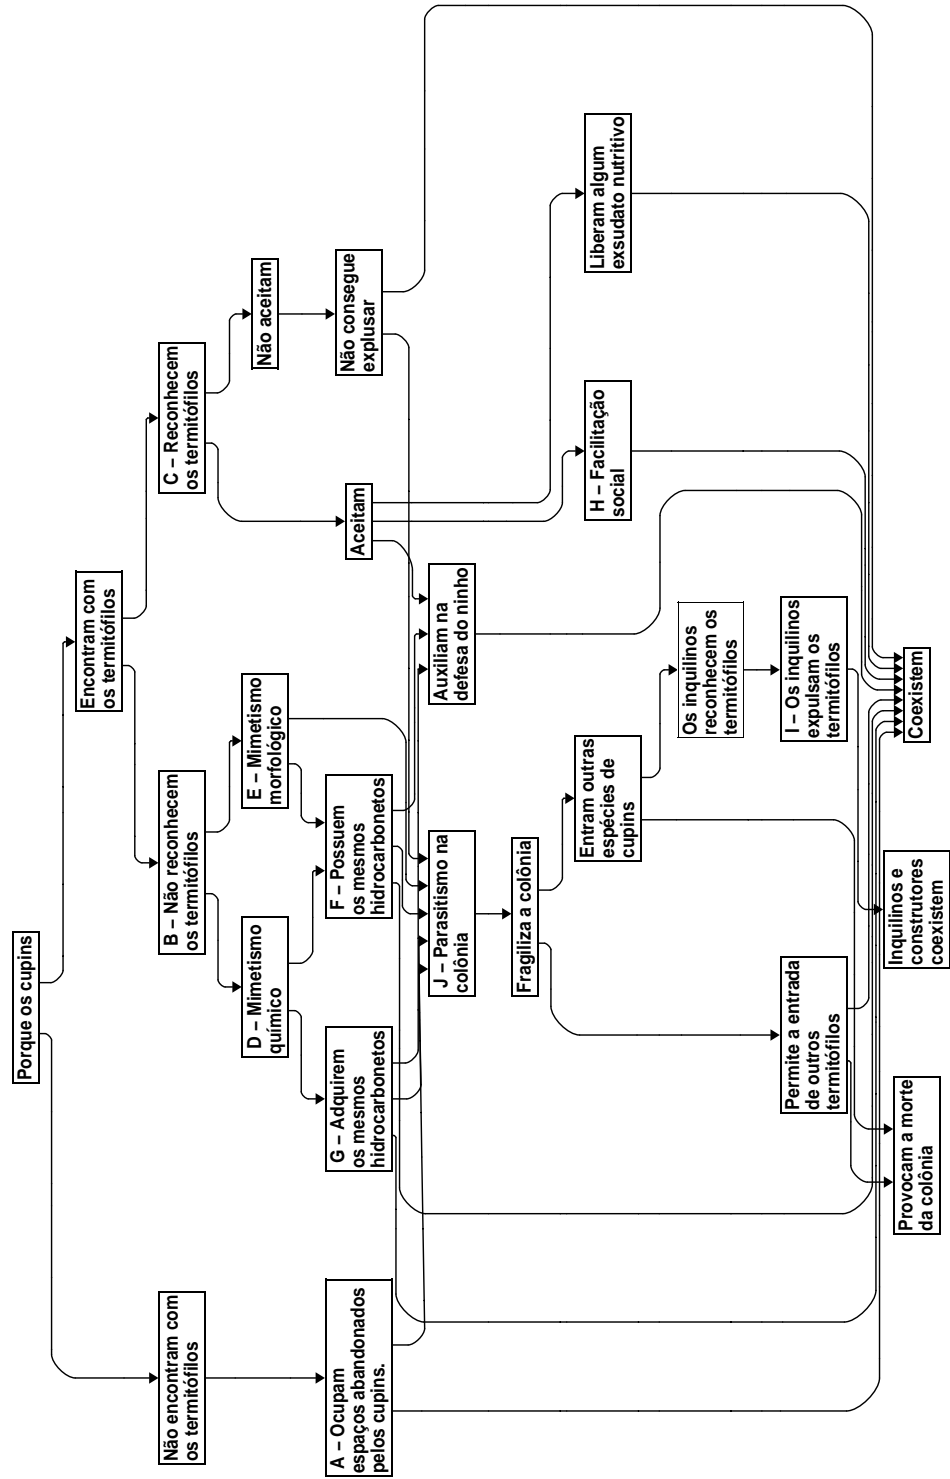 Porque os cupins
Não encontram com
os termitófilos
Encontram com
os termitófilos
A – Ocupam
espaços abandonados
pelos cupins.
B – Não reconhecem
os termitófilos
C – Reconhecem
os termitófilos
D – Mimetismo
químico
E – Mimetismo
morfológico
Não aceitam
G – Adquirem
os mesmos
hidrocarbonetos
F – Possuem
os mesmos
hidrocarbonetos
Aceitam
Não consegue
explusar
J – Parasitismo na
colônia
Auxiliam na
defesa do ninho
Fragiliza a colônia
H – Facilitação
social
Liberam algum
exsudato nutritivo
Entram outras
espécies de
cupins
Os inquilinos
reconhecem os
termitófilos
Permite a entrada
de outros
termitófilos
I – Os inquilinos
expulsam os
termitófilos
Provocam a morte
da colônia
Inquilinos e
construtores
coexistem
Coexistem